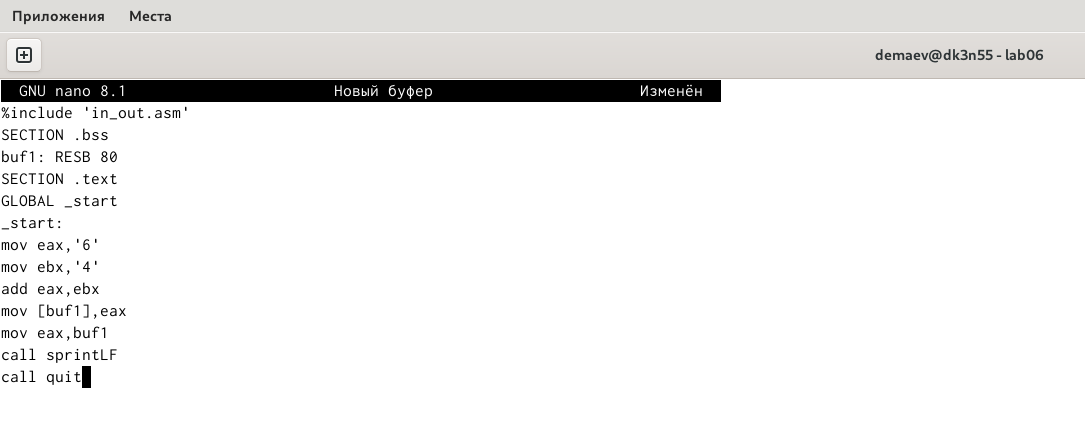 Приложения Места
demaev@dk3n55 - lab06
GNU nano 8.1 Новый буфер Изменён
%include 'in_out.asm'
SECTION .bss
buf1: RESB 80
SECTION .text
GLOBAL _start
_start:
mov eax,'6'
mov ebx,'4'
add eax,ebx
mov [buf1],eax
mov eax,buf1
call sprintLF
call quit